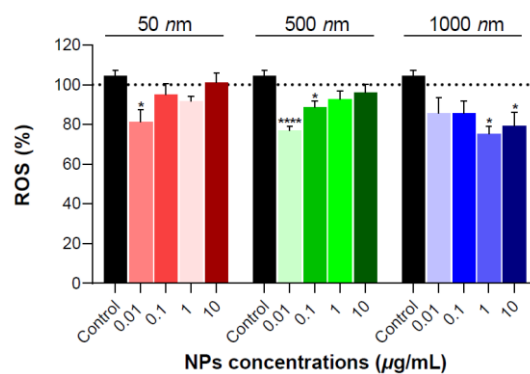 50 nm 500 nm 1000 nm
120
100
80
60
40
20
0
ROS (%)
* **** * * *
Control 0.01 0.1 1 10 Control 0.01 0.1 1 10 Control 0.01 0.1 1 10
NPs concentrations (µg/mL)